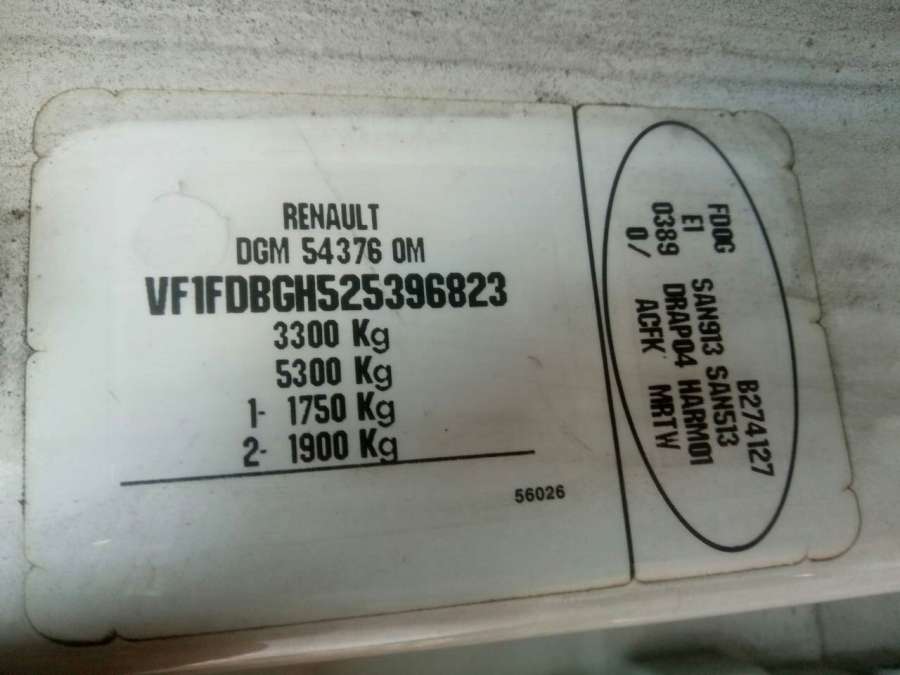 RENAULT
DGM 54376 OM
VF1FDBGH525396823
3300 Kg
5300 Kg
1- 1750 Kg
2- 1900 Kg
56026
B274127
FDOG SAN913 SAN513
E1 DRAP04 HARM01
0389 ACFK MRTW
0/